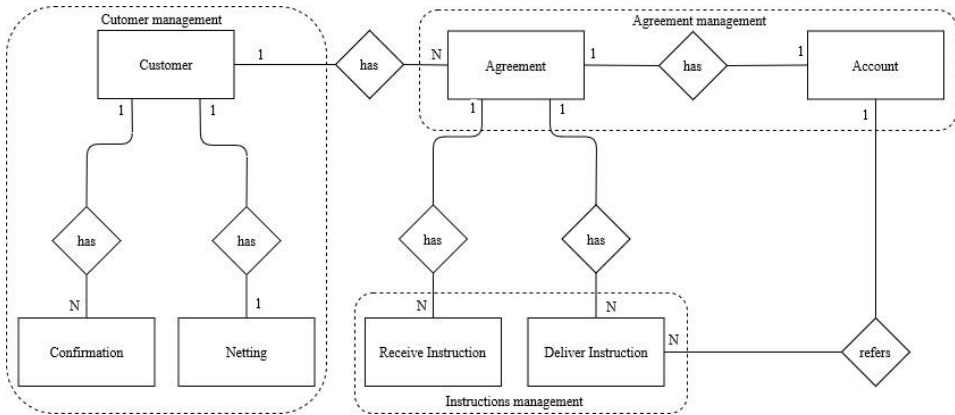 Cutomer management
Agreement management
Customer
1
has
N
Agreement
1
has
1
Account
1
1
1
1
1
has
has
has
has
N
1
N
N
Confirmation
Netting
Receive Instruction
Deliver Instruction
N
refers
Instructions management